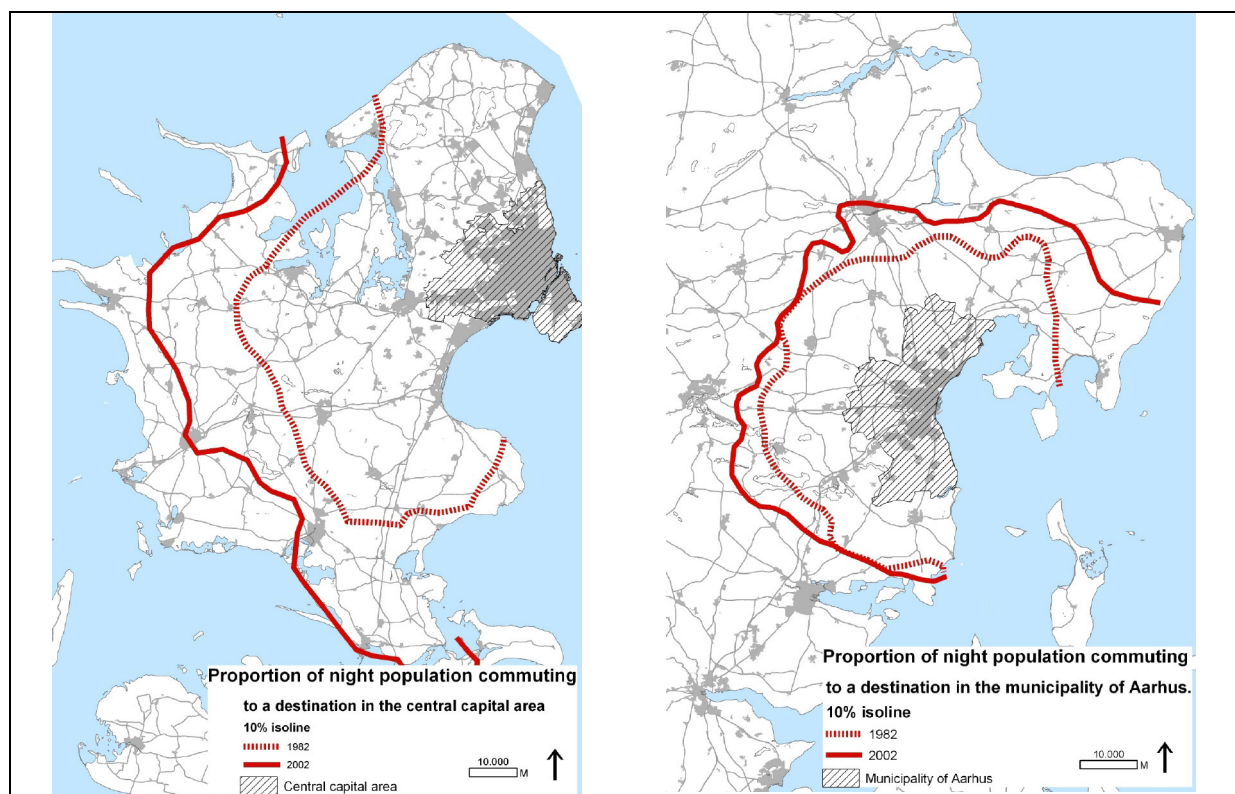 Proportion of night population commuting
to a destination in the central capital area
10% isoline
1982
2002
10.000
M
Central capital area
Proportion of night population commuting
to a destination in the municipality of Aarhus.
10% isoline
1982
2002
10.000
M
Municipality of Aarhus